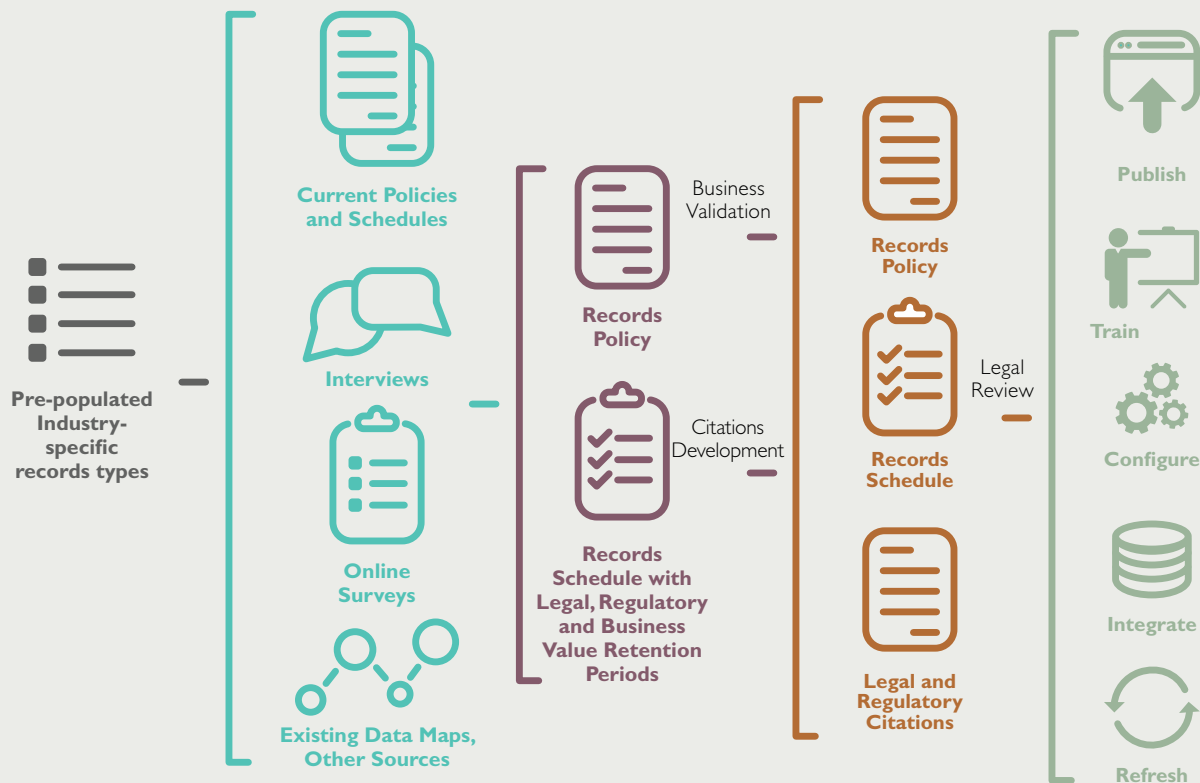 Pre-populated
Industry-
specific
records types
Current Policies
and Schedules
Interviews
Online
Surveys
Existing Data Maps,
Other Sources
Records
Policy
Records
Schedule with
Legal, Regulatory
and Business
Value Retention
Periods
Business
Validation
Citations
Development
Records
Policy
Records
Schedule
Legal and
Regulatory
Citations
Legal
Review
Publish
Train
Configure
Integrate
Refresh